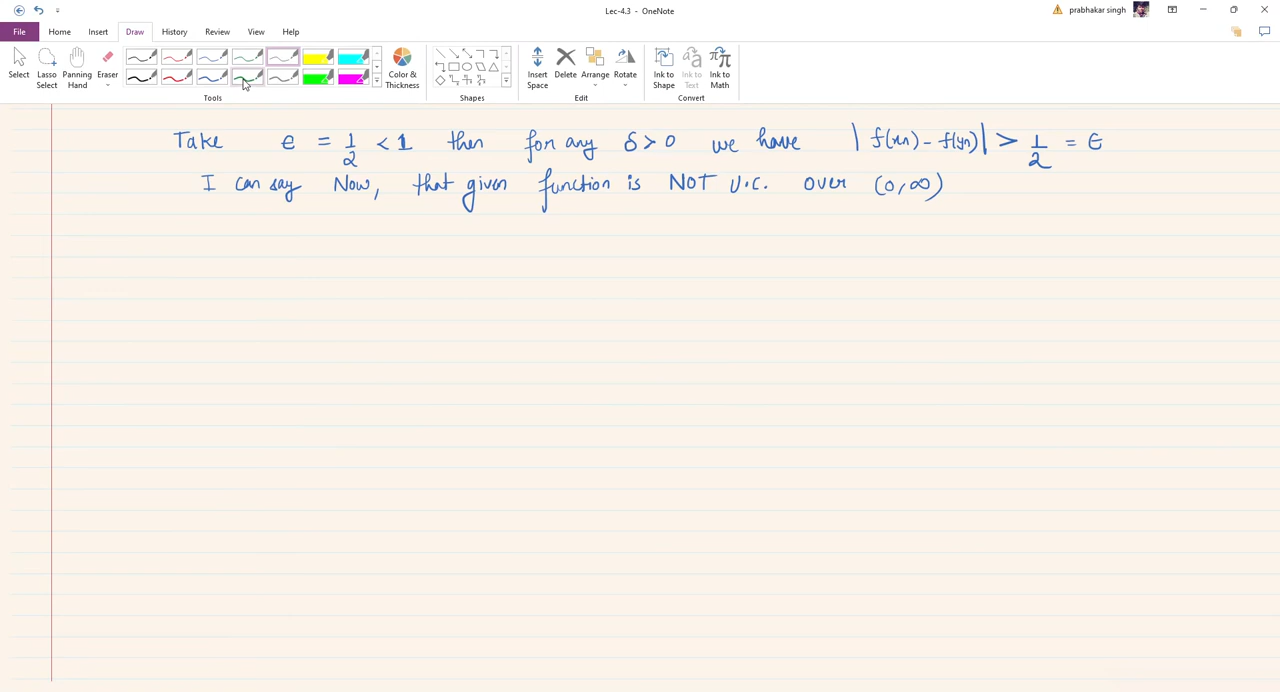 Lec-4.3 - OneNote
prabhakar singh
File Home Insert Draw History Review View Help
Select
Lasso Select
Panning Hand
Eraser
Color & Thickness
Insert Space
Delete
Arrange
Rotate
Ink to Shape
Ink to Text
Ink to Math
Tools
Shapes
Edit
Convert
Take ϵ = 1/2 < 1 then for any δ > 0 we have | f(xn) - f(yn) | > 1/2 = ϵ
I can say Now, that given function is NOT U.C. over (0,∞)